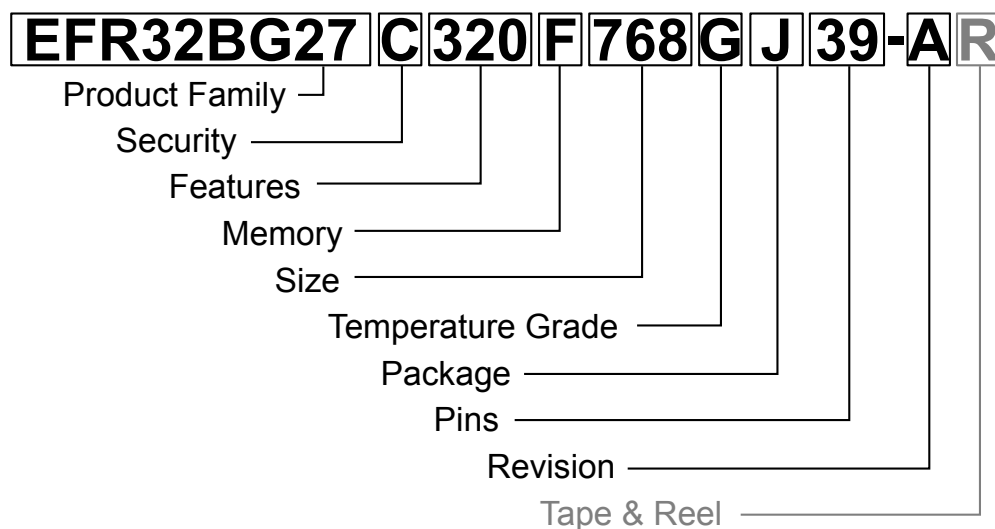 EFR32BG27 C 320 F 768 G J 39 - A R
Product Family
Security
Features
Memory
Size
Temperature Grade
Package
Pins
Revision
Tape & Reel